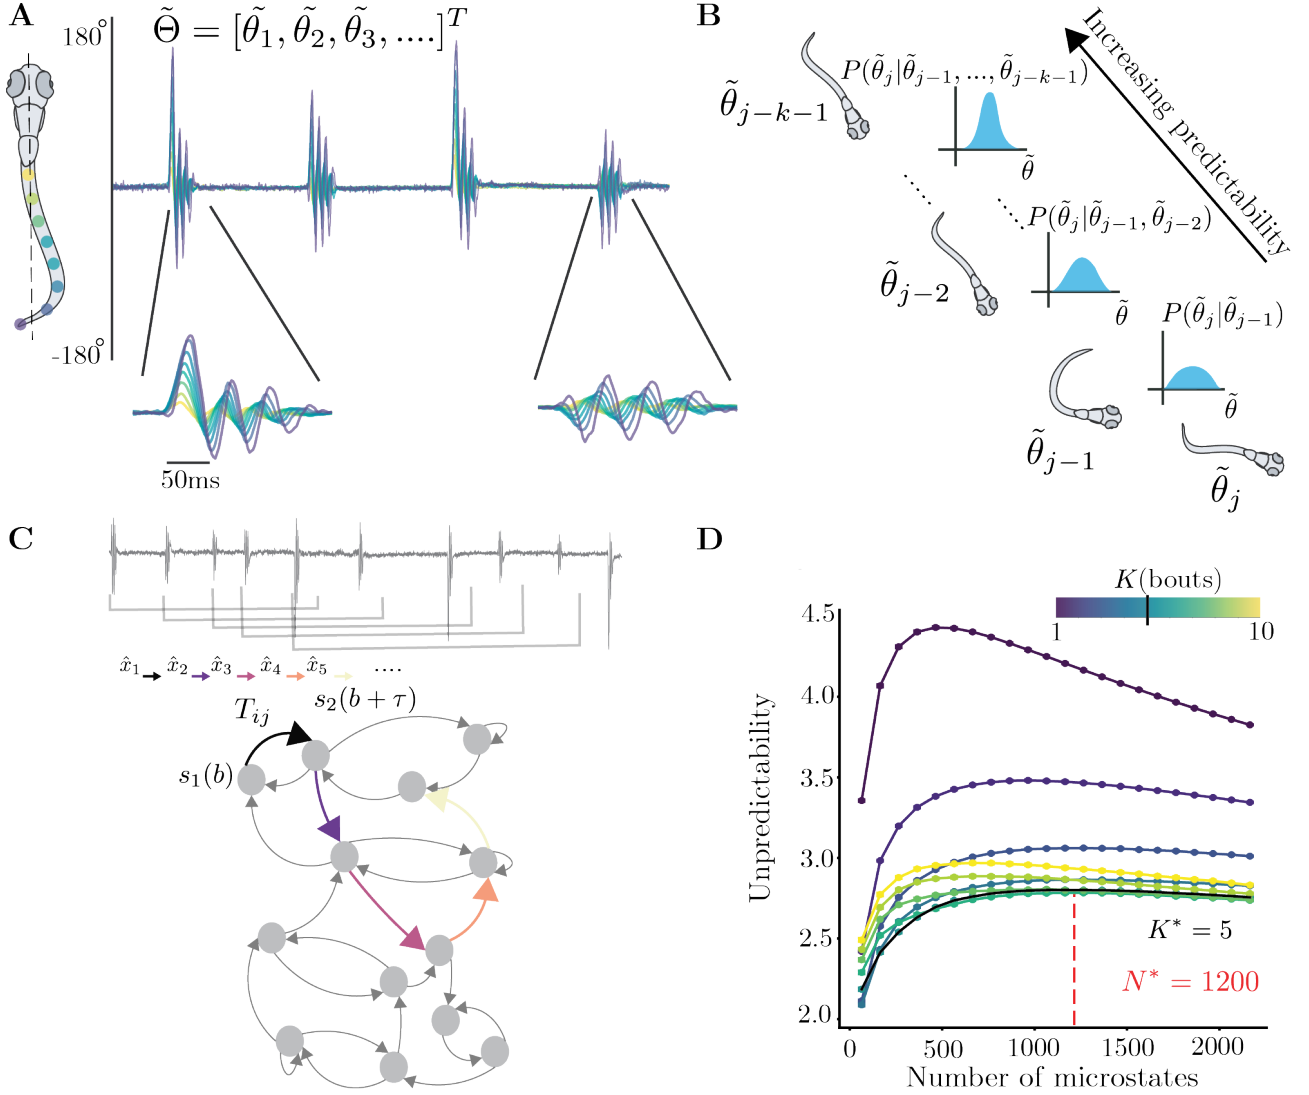 A
180°
Θ̃ = [θ̃₁, θ̃₂, θ̃₃, ....]ᵀ
-180°
50ms
B
Increasing predictability
P(θ̃ⱼ|θ̃ⱼ₋₁, ..., θ̃ⱼ₋ₖ₋₁)
θ̃ⱼ₋ₖ₋₁
θ̃
P(θ̃ⱼ|θ̃ⱼ₋₁, θ̃ⱼ₋₂)
θ̃ⱼ₋₂
θ̃
P(θ̃ⱼ|θ̃ⱼ₋₁)
θ̃
θ̃ⱼ₋₁
θ̃ⱼ
C
x̂₁ x̂₂ x̂₃ x̂₄ x̂₅ ....
Tᵢⱼ
s₂(b + τ)
s₁(b)
D
K(bouts)
1 10
Unpredictability
4.5
4.0
3.5
3.0
2.5
2.0
K* = 5
N* = 1200
0 500 1000 1500 2000
Number of microstates